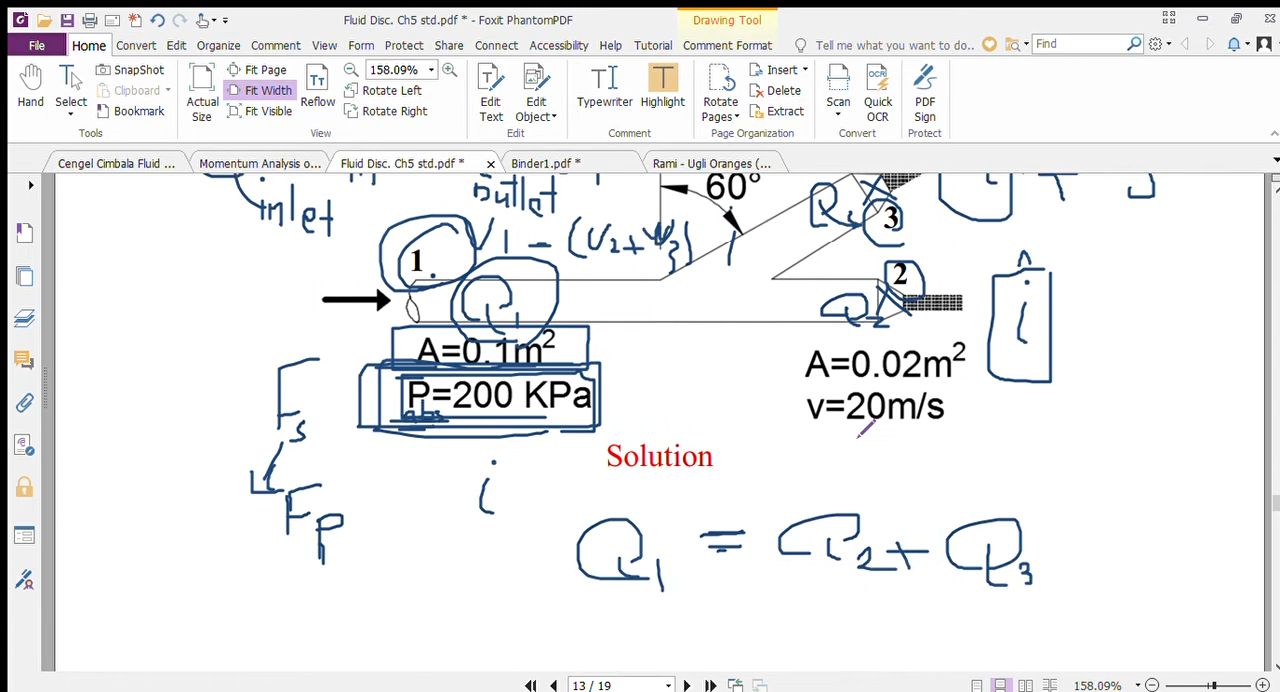 Fluid Disc. Ch5 std.pdf * - Foxit PhantomPDF
Drawing Tool
File Home Convert Edit Organize Comment View Form Protect Share Connect Accessibility Help Tutorial Comment Format Tell me what you want to do.. Find
Hand Select SnapShot Clipboard Bookmark Actual Size Fit Page Fit Width Fit Visible Reflow 158.09% Rotate Left Rotate Right Edit Text Edit Object Typewriter Highlight Rotate Pages Insert Delete Extract Scan Quick OCR PDF Sign
Tools View Edit Comment Page Organization Convert Protect
Cengel Cimbala Fluid ... Momentum Analysis o... Fluid Disc. Ch5 std.pdf * Binder1.pdf * Rami - Ugli Oranges (...
inlet outlet 60°
3
1 V1 - (V2+W3) 2
Q1 Q2
A=0.1m2
A=0.02m2
P=200 KPa
abs
v=20m/s
Fs
Solution
Fp
Q1 = Q2 + Q3
13 / 19 158.09%